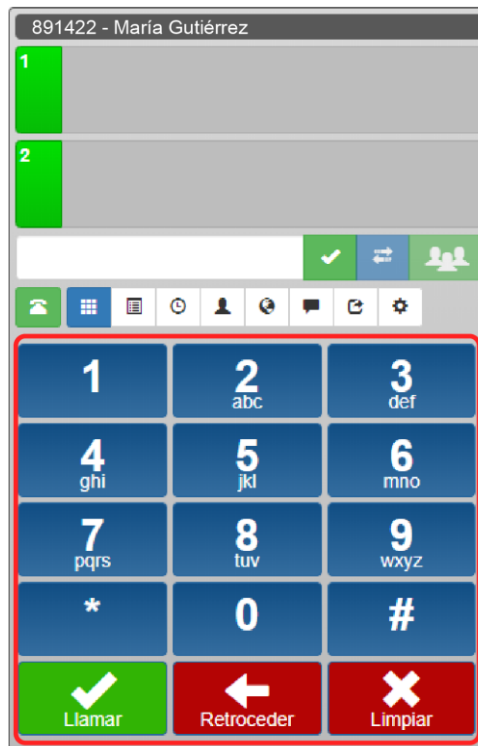 891422 - María Gutiérrez
1
2
1 2 3
abc def
4 5 6
ghi jkl mno
7 8 9
pqrs tuv wxyz
* 0 #
Llamar Retroceder Limpiar